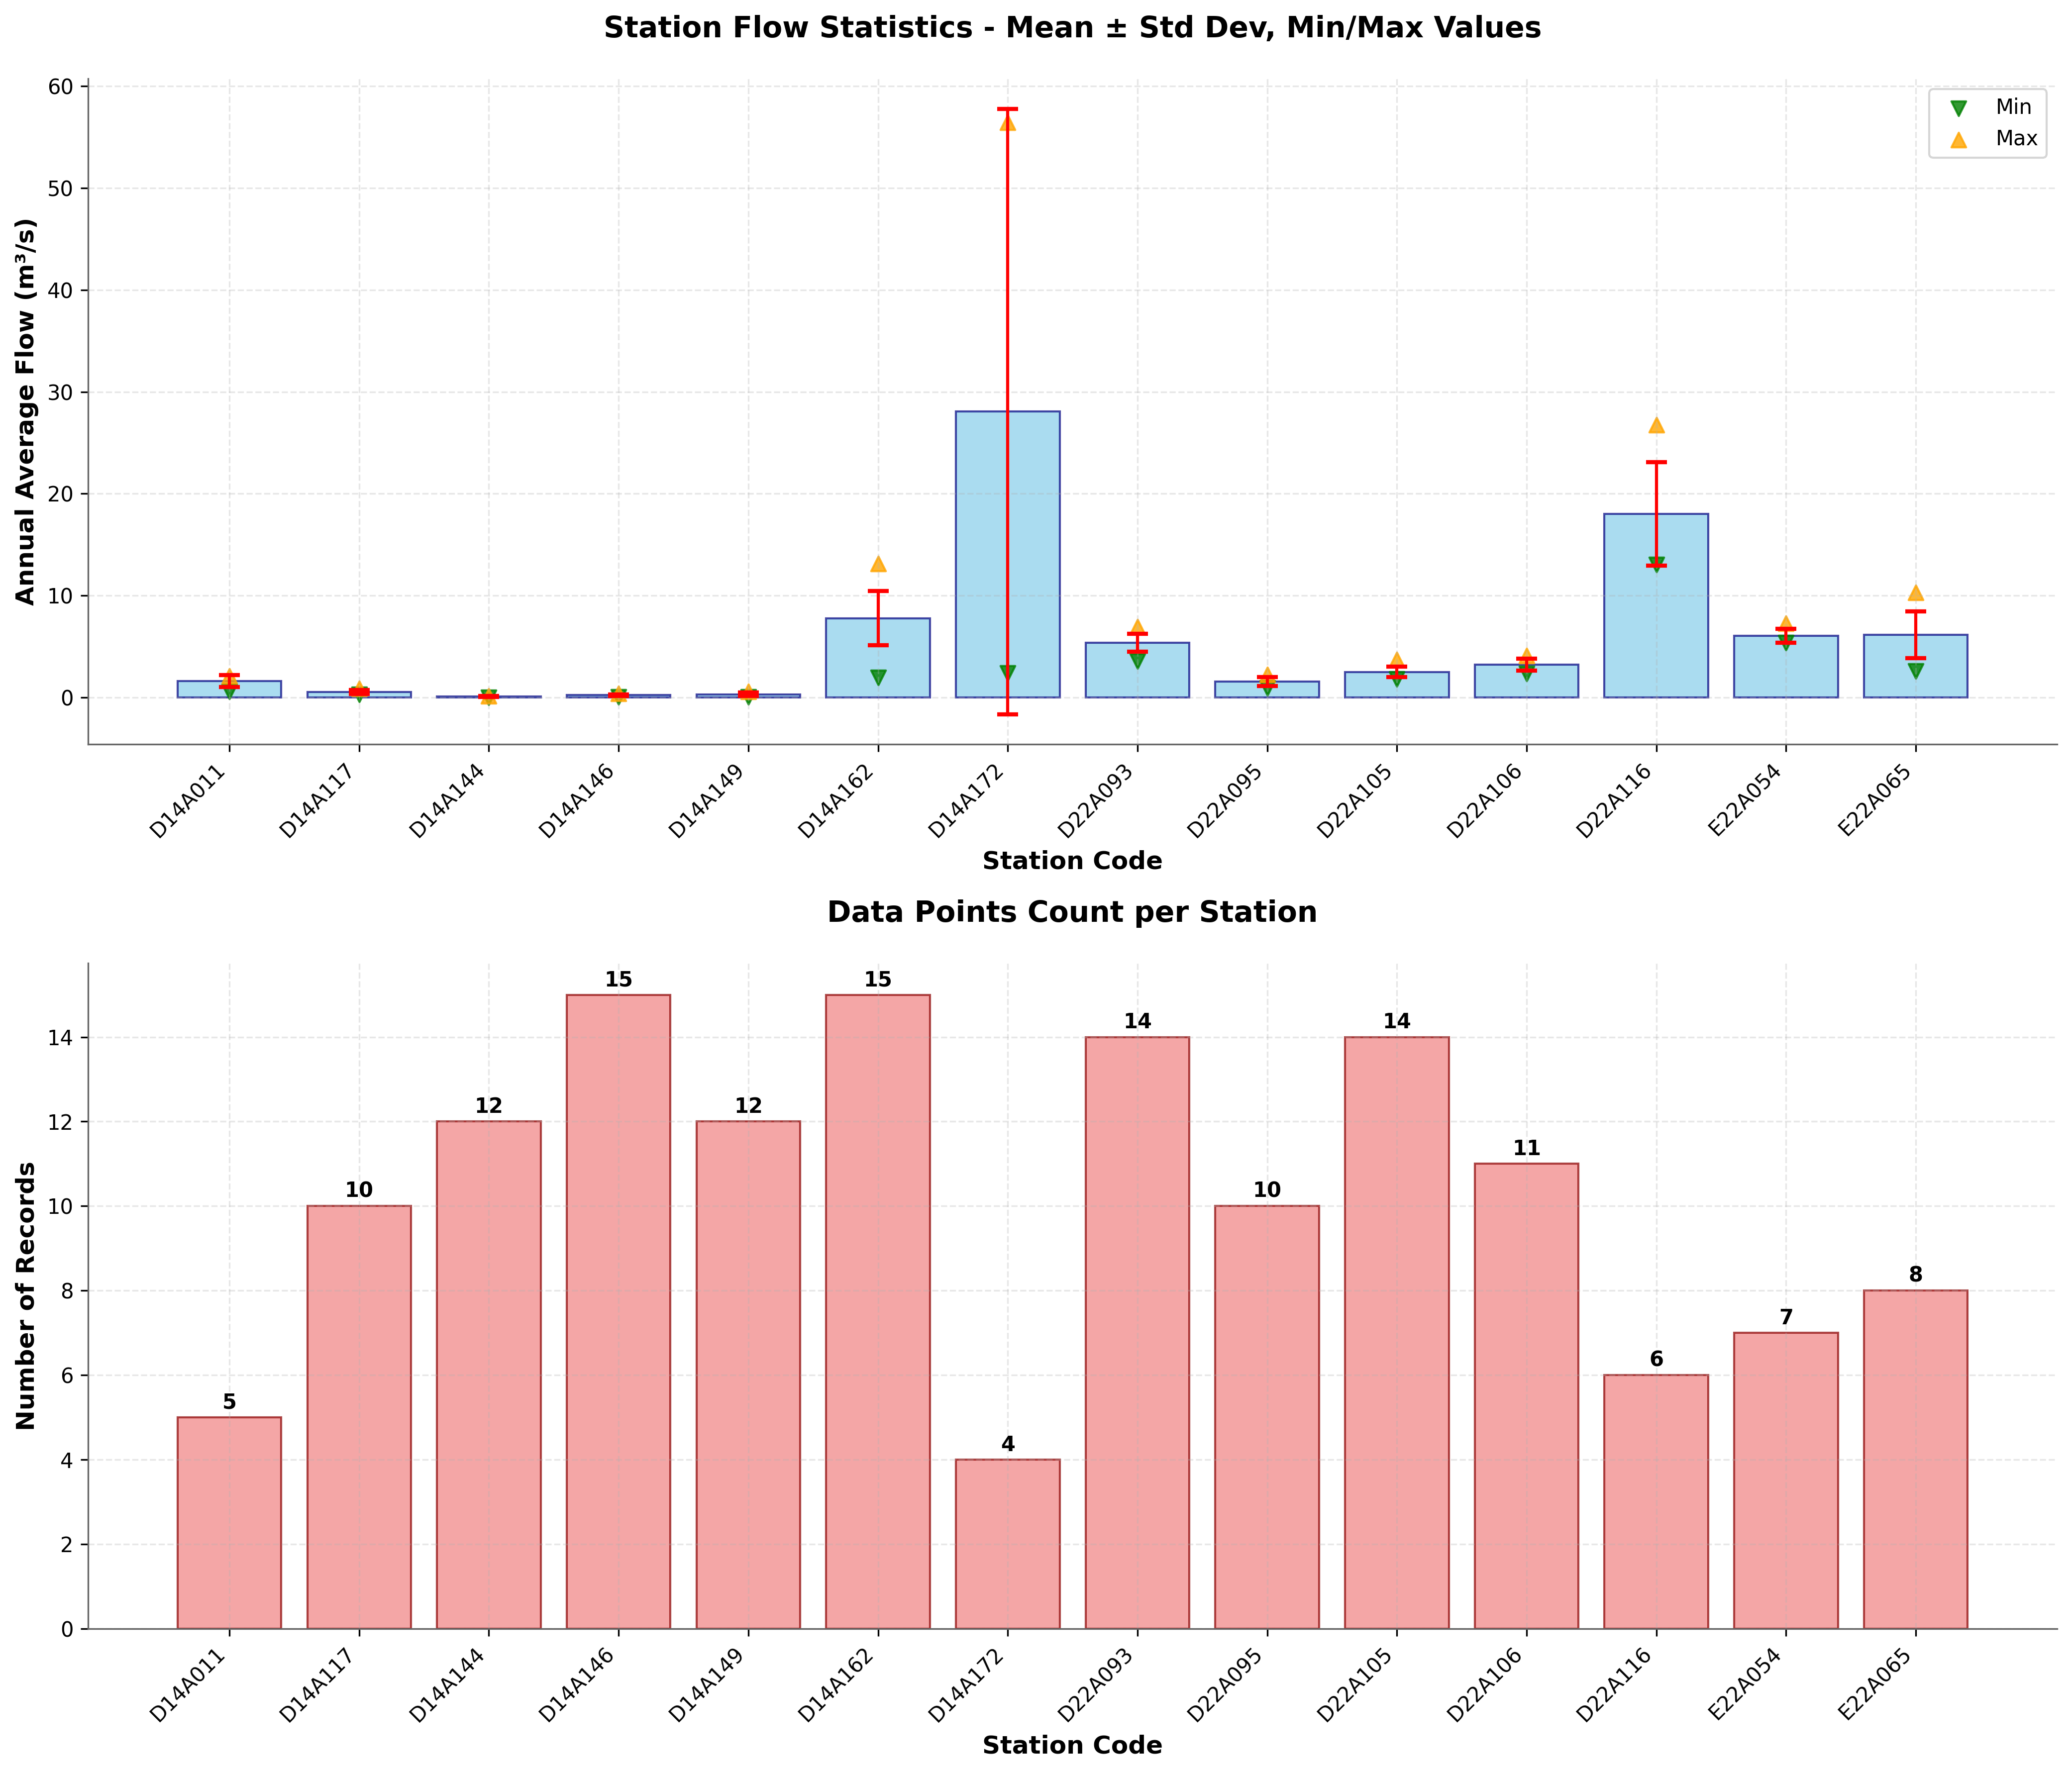 Station Flow Statistics - Mean ± Std Dev, Min/Max Values
Annual Average Flow (m³/s)
60
50
40
30
20
10
0
Min
Max
D14A011
D14A117
D14A144
D14A146
D14A149
D14A162
D14A172
D22A093
D22A095
D22A105
D22A106
D22A116
E22A054
E22A065
Station Code
Data Points Count per Station
Number of Records
14
12
10
8
6
4
2
0
5
10
12
15
12
15
4
14
10
14
11
6
7
8
D14A011
D14A117
D14A144
D14A146
D14A149
D14A162
D14A172
D22A093
D22A095
D22A105
D22A106
D22A116
E22A054
E22A065
Station Code